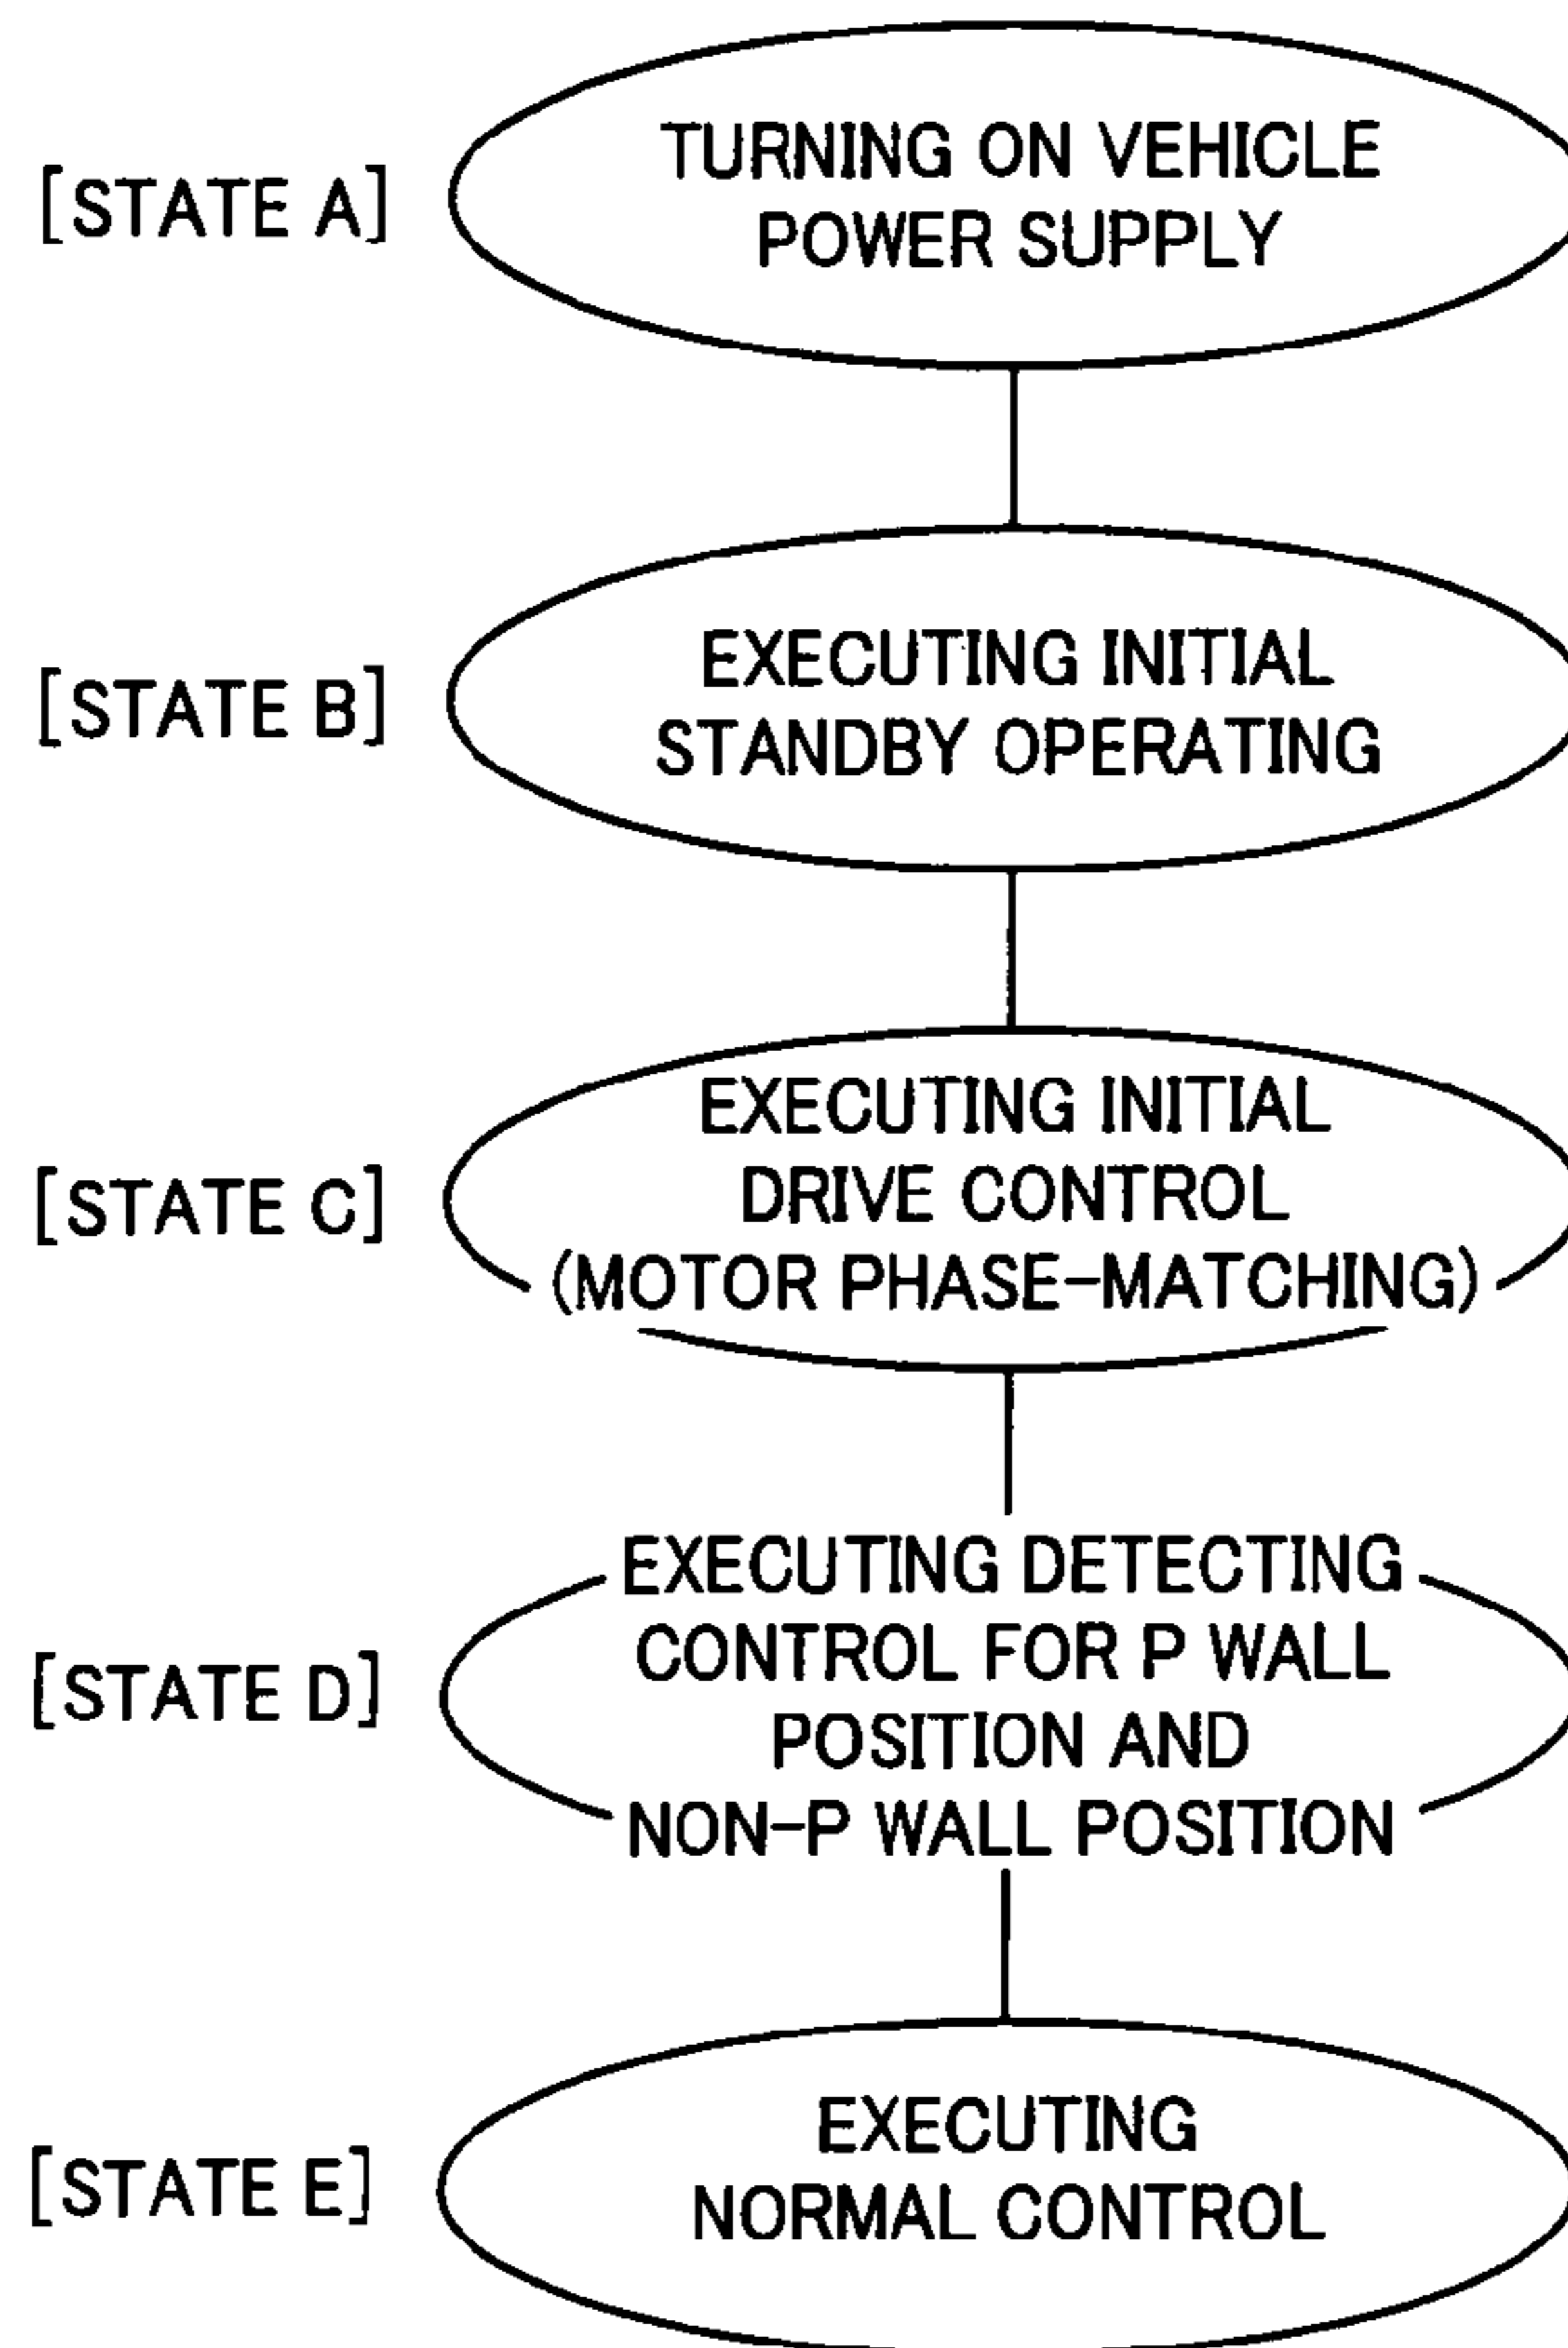 [STATE A]
TURNING ON VEHICLE
POWER SUPPLY
[STATE B]
EXECUTING INITIAL
STANDBY OPERATING
[STATE C]
EXECUTING INITIAL
DRIVE CONTROL
(MOTOR PHASE-MATCHING)
[STATE D]
EXECUTING DETECTING
CONTROL FOR P WALL
POSITION AND
NON-P WALL POSITION
[STATE E]
EXECUTING
NORMAL CONTROL